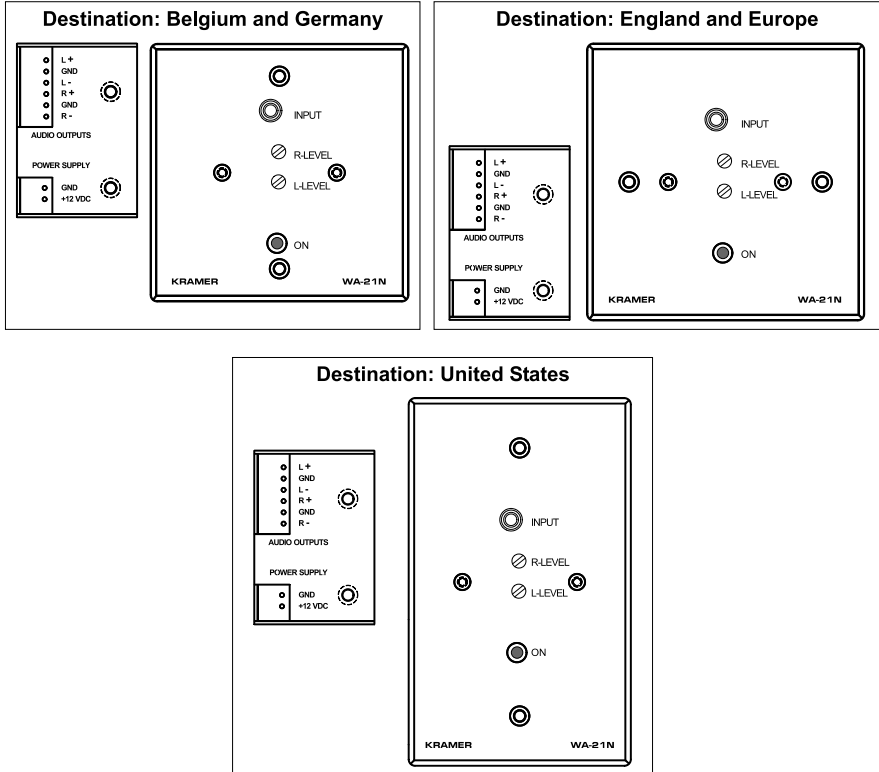 Destination: Belgium and Germany
L +
GND
L -
R +
GND
R -
AUDIO OUTPUTS
POWER SUPPLY
GND
+12 VDC
INPUT
R-LEVEL
L-LEVEL
ON
KRAMER WA-21N
Destination: England and Europe
L +
GND
L -
R +
GND
R -
AUDIO OUTPUTS
POWER SUPPLY
GND
+12 VDC
INPUT
R-LEVEL
L-LEVEL
ON
KRAMER WA-21N
Destination: United States
L +
GND
L -
R +
GND
R -
AUDIO OUTPUTS
POWER SUPPLY
GND
+12 VDC
INPUT
R-LEVEL
L-LEVEL
ON
KRAMER WA-21N